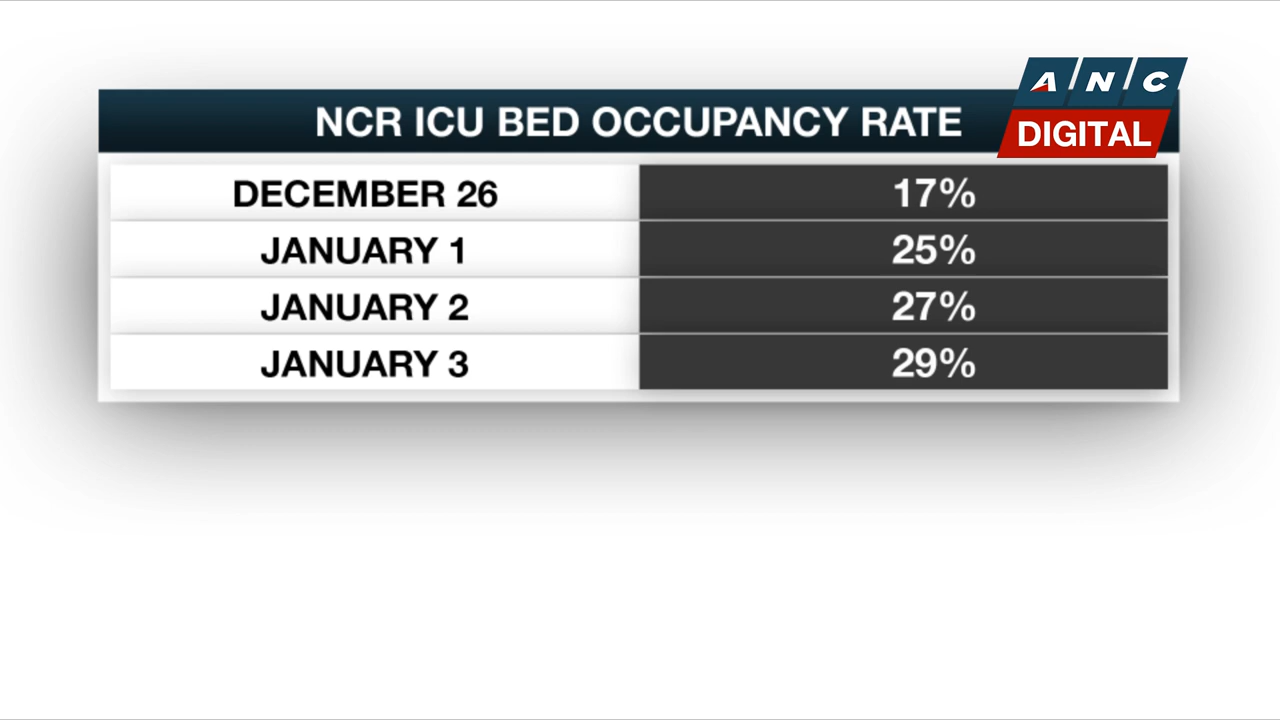 ANC
DIGITAL
NCR ICU BED OCCUPANCY RATE
DECEMBER 26 17%
JANUARY 1 25%
JANUARY 2 27%
JANUARY 3 29%